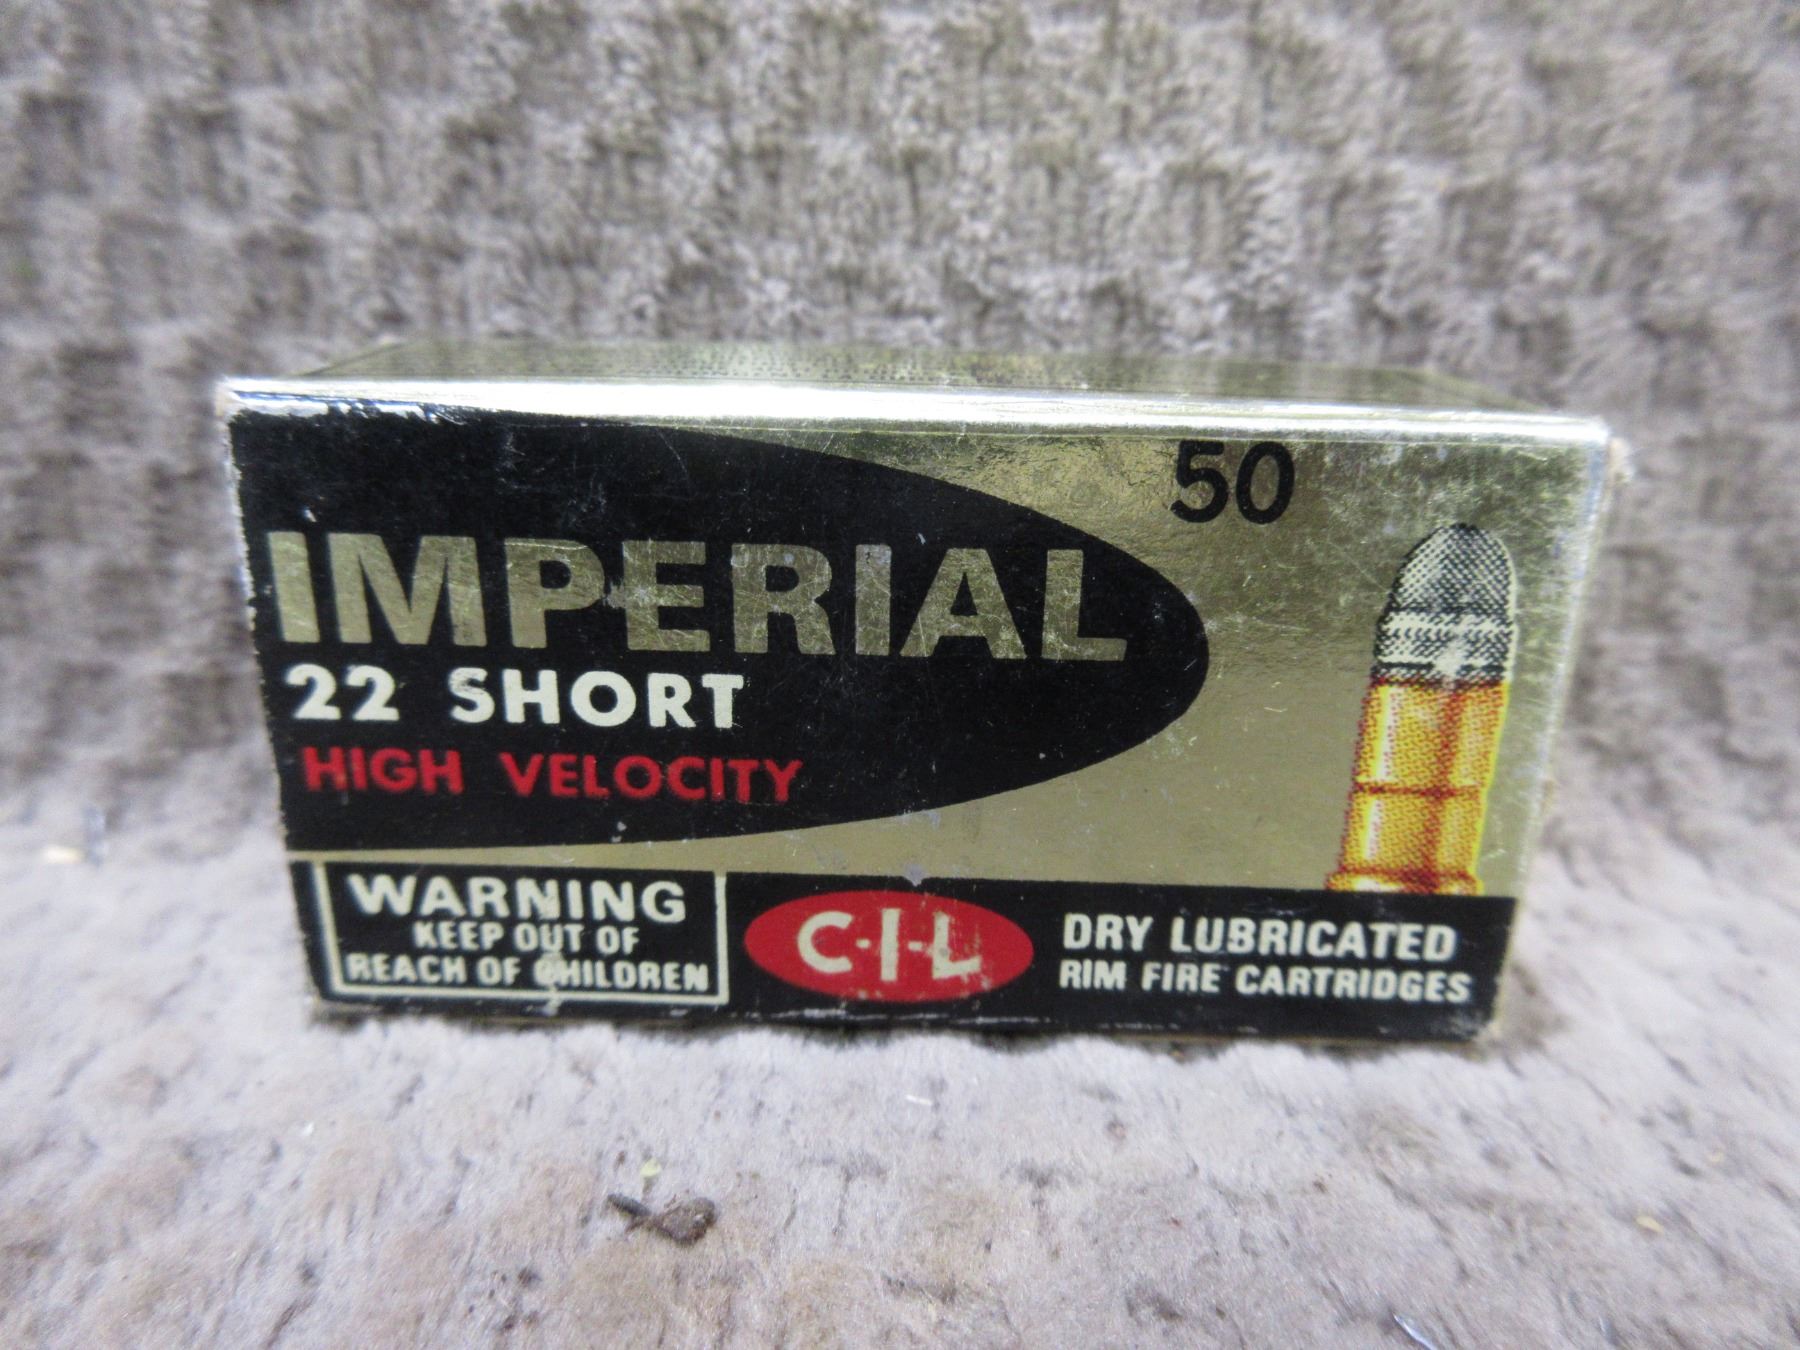 50
IMPERIAL
22 SHORT
HIGH VELOCITY
WARNING
KEEP OUT OF
REACH OF CHILDREN
C-I-L
DRY LUBRICATED
RIM FIRE CARTRIDGES